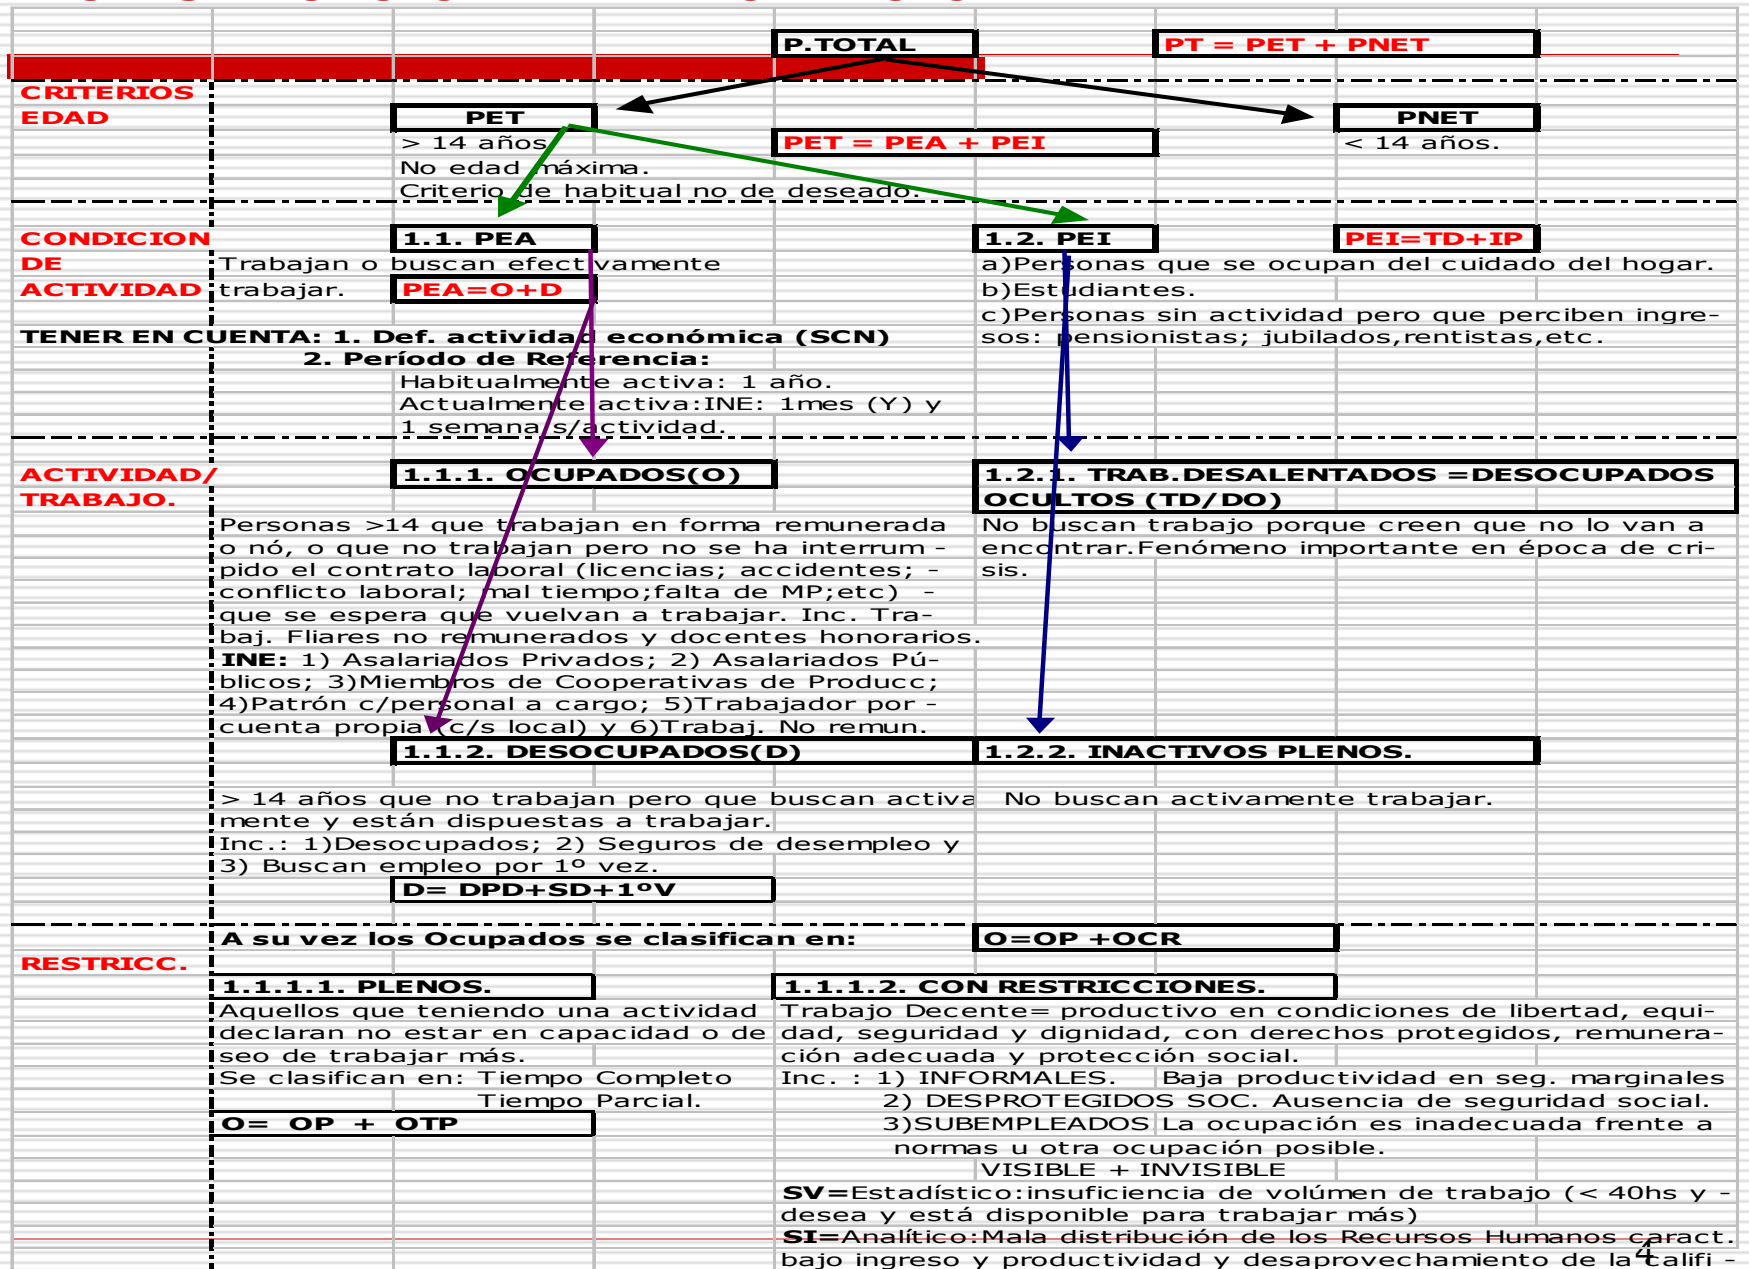 P.TOTAL
PT = PET + PNET
CRITERIOS
EDAD
PET
PNET
> 14 años
PET = PEA + PEI
< 14 años.
No edad máxima.
Criterio de habitual no de deseado.
CONDICION
DE
ACTIVIDAD
1.1. PEA
1.2. PEI
PEI=TD+IP
Trabajan o buscan efectivamente
trabajar.
PEA=O+D
a)Personas que se ocupan del cuidado del hogar.
b)Estudiantes.
c)Personas sin actividad pero que perciben ingre-
sos: pensionistas; jubilados,rentistas,etc.
TENER EN CUENTA: 1. Def. actividad económica (SCN)
2. Período de Referencia:
Habitualmente activa: 1 año.
Actualmente activa:INE: 1mes (Y) y
1 semana s/actividad.
ACTIVIDAD/
TRABAJO.
1.1.1. OCUPADOS(O)
1.2.1. TRAB.DESALENTADOS =DESOCUPADOS
OCULTOS (TD/DO)
Personas >14 que trabajan en forma remunerada
o nó, o que no trabajan pero no se ha interrum -
pido el contrato laboral (licencias; accidentes; -
conflicto laboral; mal tiempo;falta de MP;etc) -
que se espera que vuelvan a trabajar. Inc. Tra-
baj. Fliares no remunerados y docentes honorarios.
INE: 1) Asalariados Privados; 2) Asalariados Pú-
blicos; 3)Miembros de Cooperativas de Producc;
4)Patrón c/personal a cargo; 5)Trabajador por -
cuenta propia (c/s local) y 6)Trabaj. No remun.
No buscan trabajo porque creen que no lo van a
encontrar.Fenómeno importante en época de cri-
sis.
1.1.2. DESOCUPADOS(D)
1.2.2. INACTIVOS PLENOS.
> 14 años que no trabajan pero que buscan activa
mente y están dispuestas a trabajar.
Inc.: 1)Desocupados; 2) Seguros de desempleo y
3) Buscan empleo por 1º vez.
No buscan activamente trabajar.
D= DPD+SD+1ºV
A su vez los Ocupados se clasifican en:
O=OP +OCR
RESTRICC.
1.1.1.1. PLENOS.
1.1.1.2. CON RESTRICCIONES.
Aquellos que teniendo una actividad
declaran no estar en capacidad o de
seo de trabajar más.
Se clasifican en: Tiempo Completo
Tiempo Parcial.
O= OP + OTP
Trabajo Decente= productivo en condiciones de libertad, equi-
dad, seguridad y dignidad, con derechos protegidos, remunera-
ción adecuada y protección social.
Inc. : 1) INFORMALES. Baja productividad en seg. marginales
2) DESPROTEGIDOS SOC. Ausencia de seguridad social.
3)SUBEMPLEADOS La ocupación es inadecuada frente a
normas u otra ocupación posible.
VISIBLE + INVISIBLE
SV=Estadístico:insuficiencia de volúmen de trabajo (< 40hs y -
desea y está disponible para trabajar más)
SI=Analítico:Mala distribución de los Recursos Humanos caract.
bajo ingreso y productividad y desaprovechamiento de la califi -
4